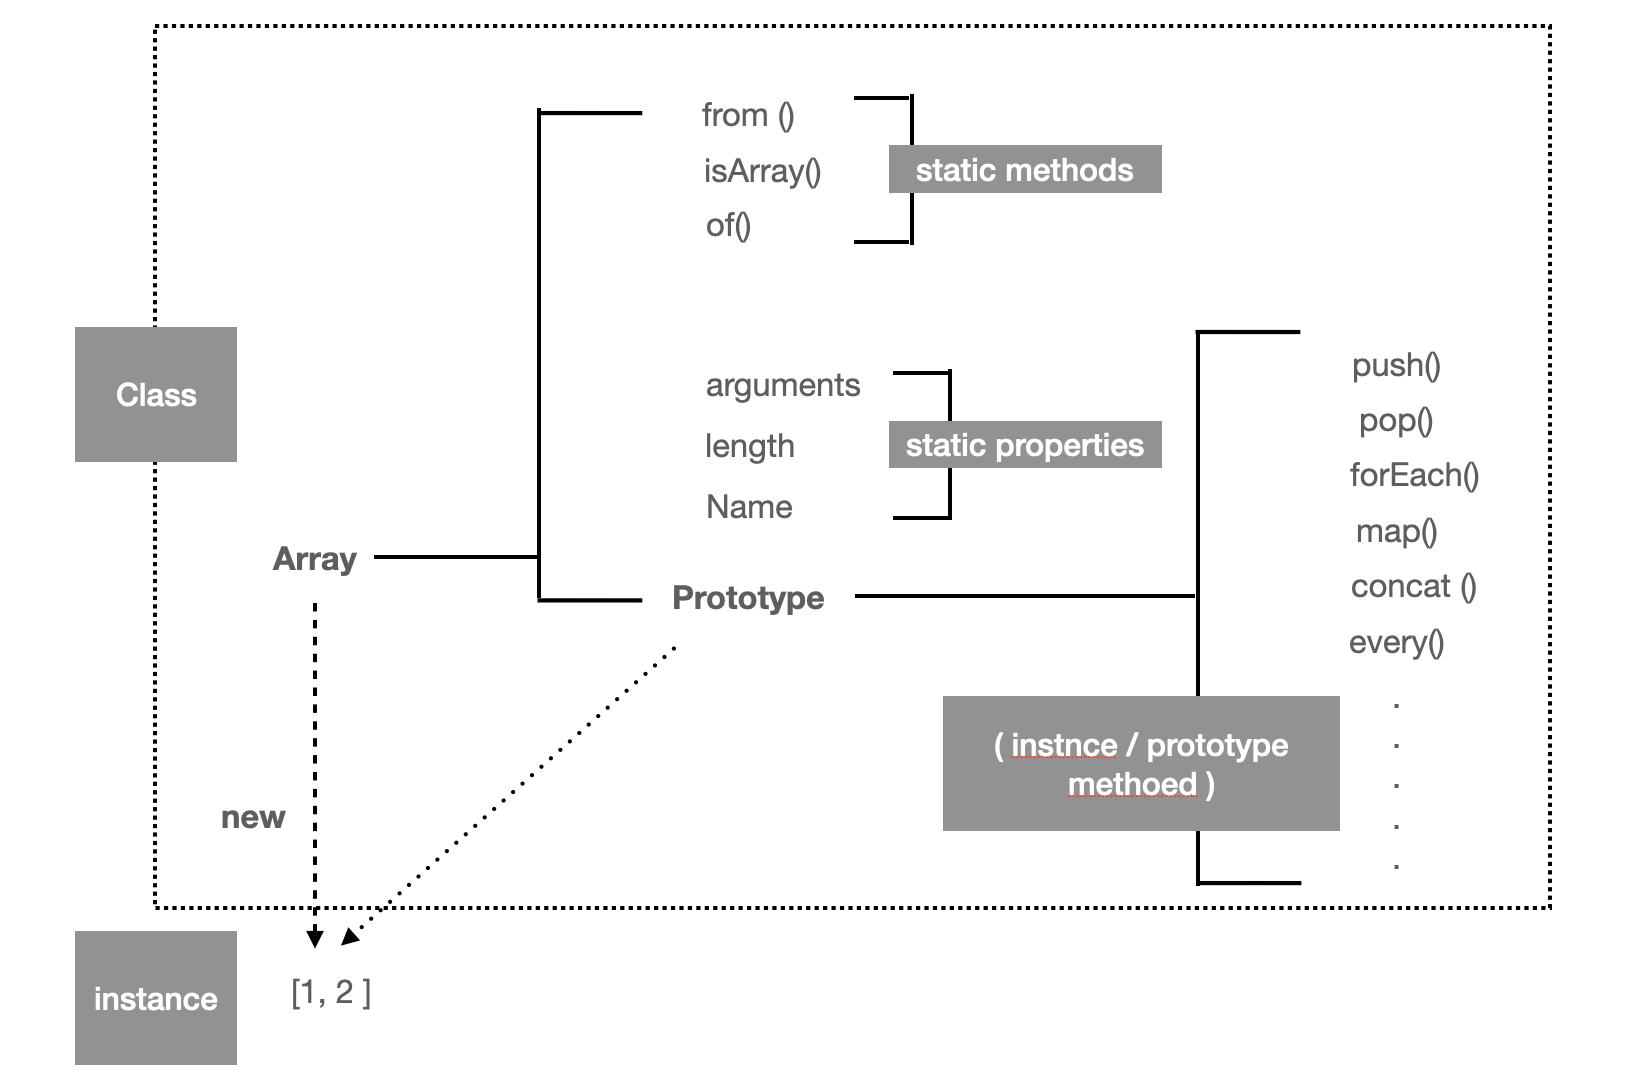 from ()
isArray()
of()
static methods
Class
arguments
length
Name
static properties
Array
Prototype
push()
pop()
forEach()
map()
concat ()
every()
.
.
.
.
.
( instnce / prototype
methoed )
new
instance
[1, 2 ]